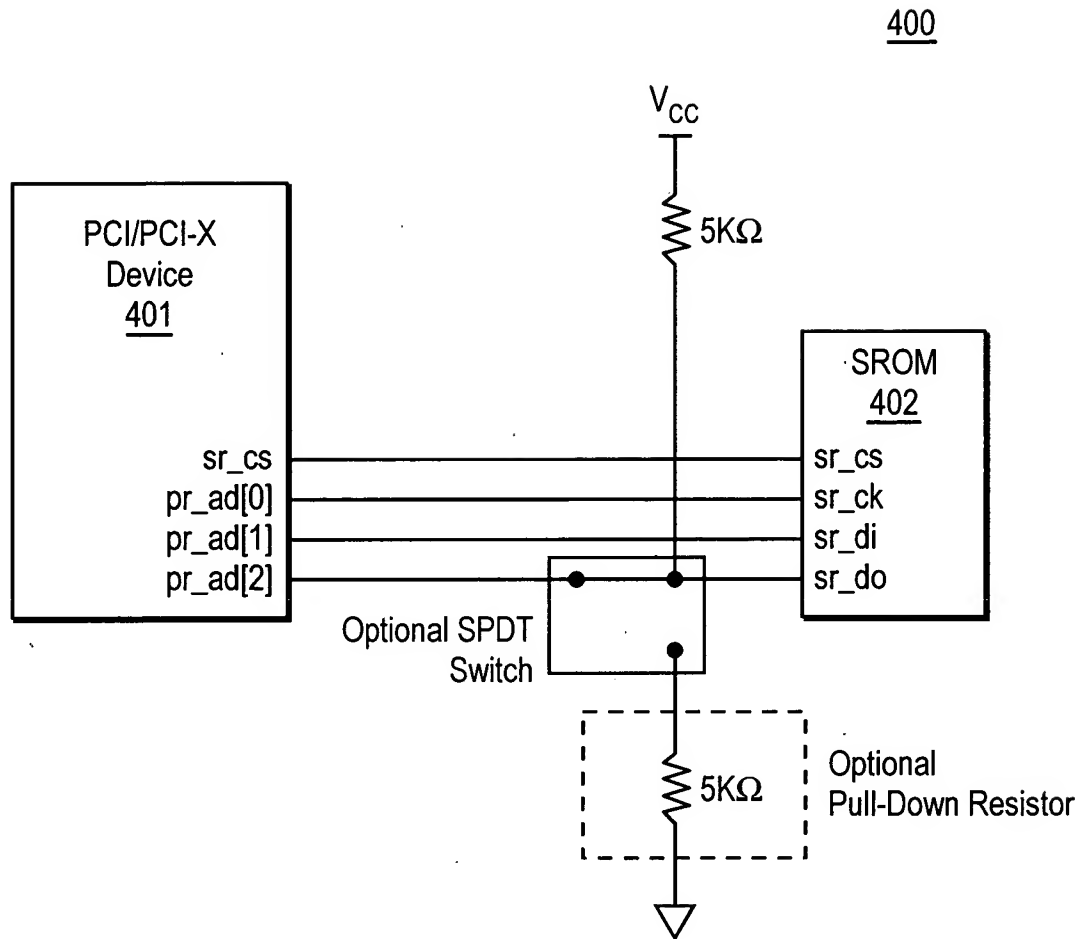 400
V_CC
5KΩ
PCI/PCI-X
Device
401
SROM
402
sr_cs
pr_ad[0]
pr_ad[1]
pr_ad[2]
sr_cs
sr_ck
sr_di
sr_do
Optional SPDT
Switch
5KΩ
Optional
Pull-Down Resistor